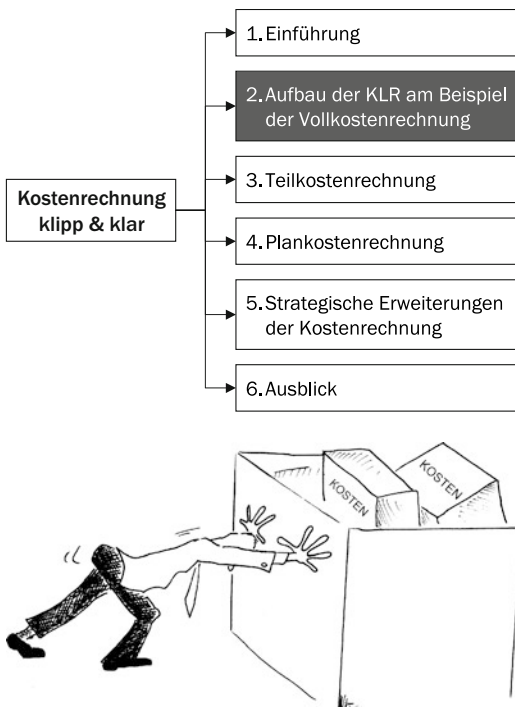 1. Einführung
2. Aufbau der KLR am Beispiel
der Vollkostenrechnung
3. Teilkostenrechnung
Kostenrechnung
klipp & klar
4. Plankostenrechnung
5. Strategische Erweiterungen
der Kostenrechnung
6. Ausblick
KOSTEN
KOSTEN